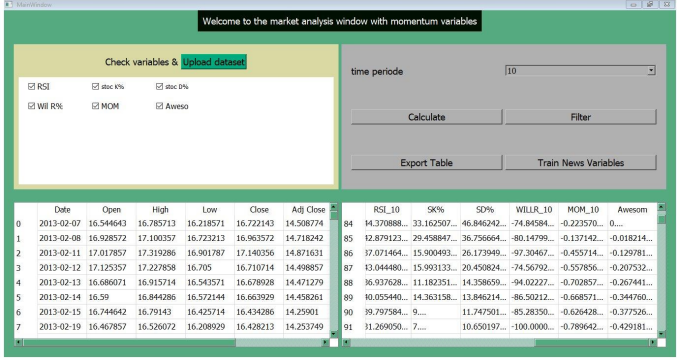 MainWindow
Welcome to the market analysis window with momentum variables
Check variables & Upload dataset
RSI stoc K% stoc D%
Wil R% MOM Aweso
time periode 10
Calculate Filter
Export Table Train News Variables
Date Open High Low Close Adj Close
0 2013-02-07 16.544643 16.785713 16.218571 16.722143 14.508774
1 2013-02-08 16.928572 17.100357 16.723213 16.963572 14.718242
2 2013-02-11 17.017857 17.319286 16.901787 17.140356 14.871631
3 2013-02-12 17.125357 17.227858 16.705 16.710714 14.498857
4 2013-02-13 16.686071 16.915714 16.543571 16.678928 14.471279
5 2013-02-14 16.59 16.844286 16.572144 16.663929 14.458261
6 2013-02-15 16.744642 16.79143 16.425714 16.434286 14.25901
7 2013-02-19 16.467857 16.526072 16.208929 16.428213 14.253749
RSI_10 SK% SD% WILLR_10 MOM_10 Awesom
84 34.370888... 33.162507... 46.846242... -74.84584... -0.223570... 0....
85 32.879123... 29.458847... 36.756664... -80.14799... -0.137142... -0.018214...
86 37.071464... 15.900493... 26.173949... -97.30467... -0.455714... -0.129781...
87 33.044480... 15.993133... 20.450824... -74.56792... -0.557856... -0.207532...
88 36.937628... 11.182351... 14.358659... -94.02227... -0.702857... -0.267441...
89 40.055440... 14.363158... 13.846214... -86.50212... -0.668571... -0.344760...
90 39.797584... 9.... 11.747501... -85.28350... -0.626428... -0.377526...
91 31.269050... 7.... 10.650197... -100.0000... -0.789642... -0.429181...